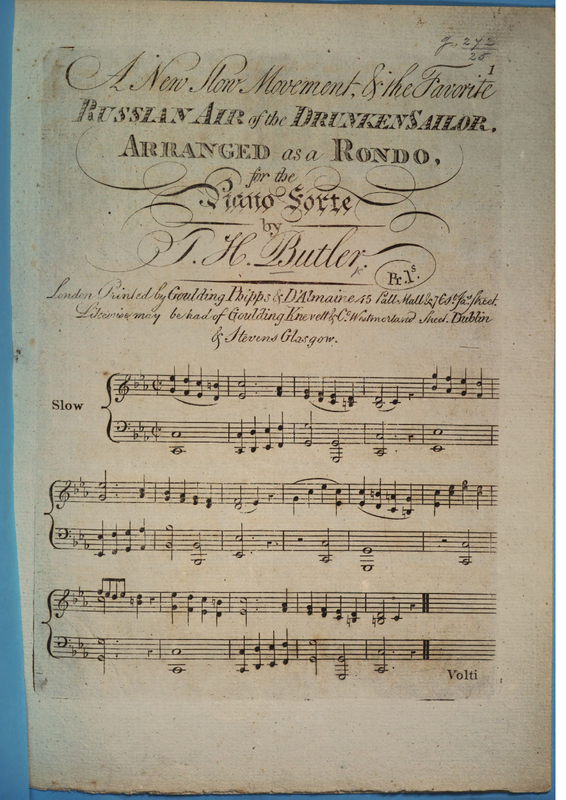 g. 272
26
1
A New Slow Movement, & the Favorite
RUSSIAN AIR of the DRUNKEN SAILOR.
ARRANGED as a RONDO,
for the
Piano Forte
by
T. H. Butler
Pr. 1s.
London Printed by Goulding Phipps & D'Almaine 45 Pall Mall & 76 St. Jas. Street.
Likewise may be had of Goulding Knevett & Co. Westmorland Street Dublin
& Stevens Glasgow.
Slow
Volti